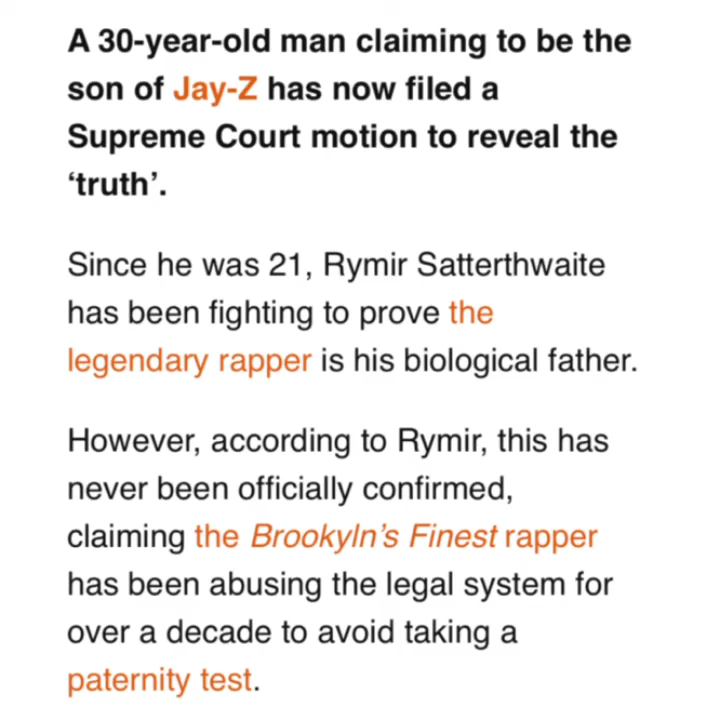 A 30-year-old man claiming to be the
son of Jay-Z has now filed a
Supreme Court motion to reveal the
‘truth’.
Since he was 21, Rymir Satterthwaite
has been fighting to prove the
legendary rapper is his biological father.
However, according to Rymir, this has
never been officially confirmed,
claiming the Brookyln’s Finest rapper
has been abusing the legal system for
over a decade to avoid taking a
paternity test.